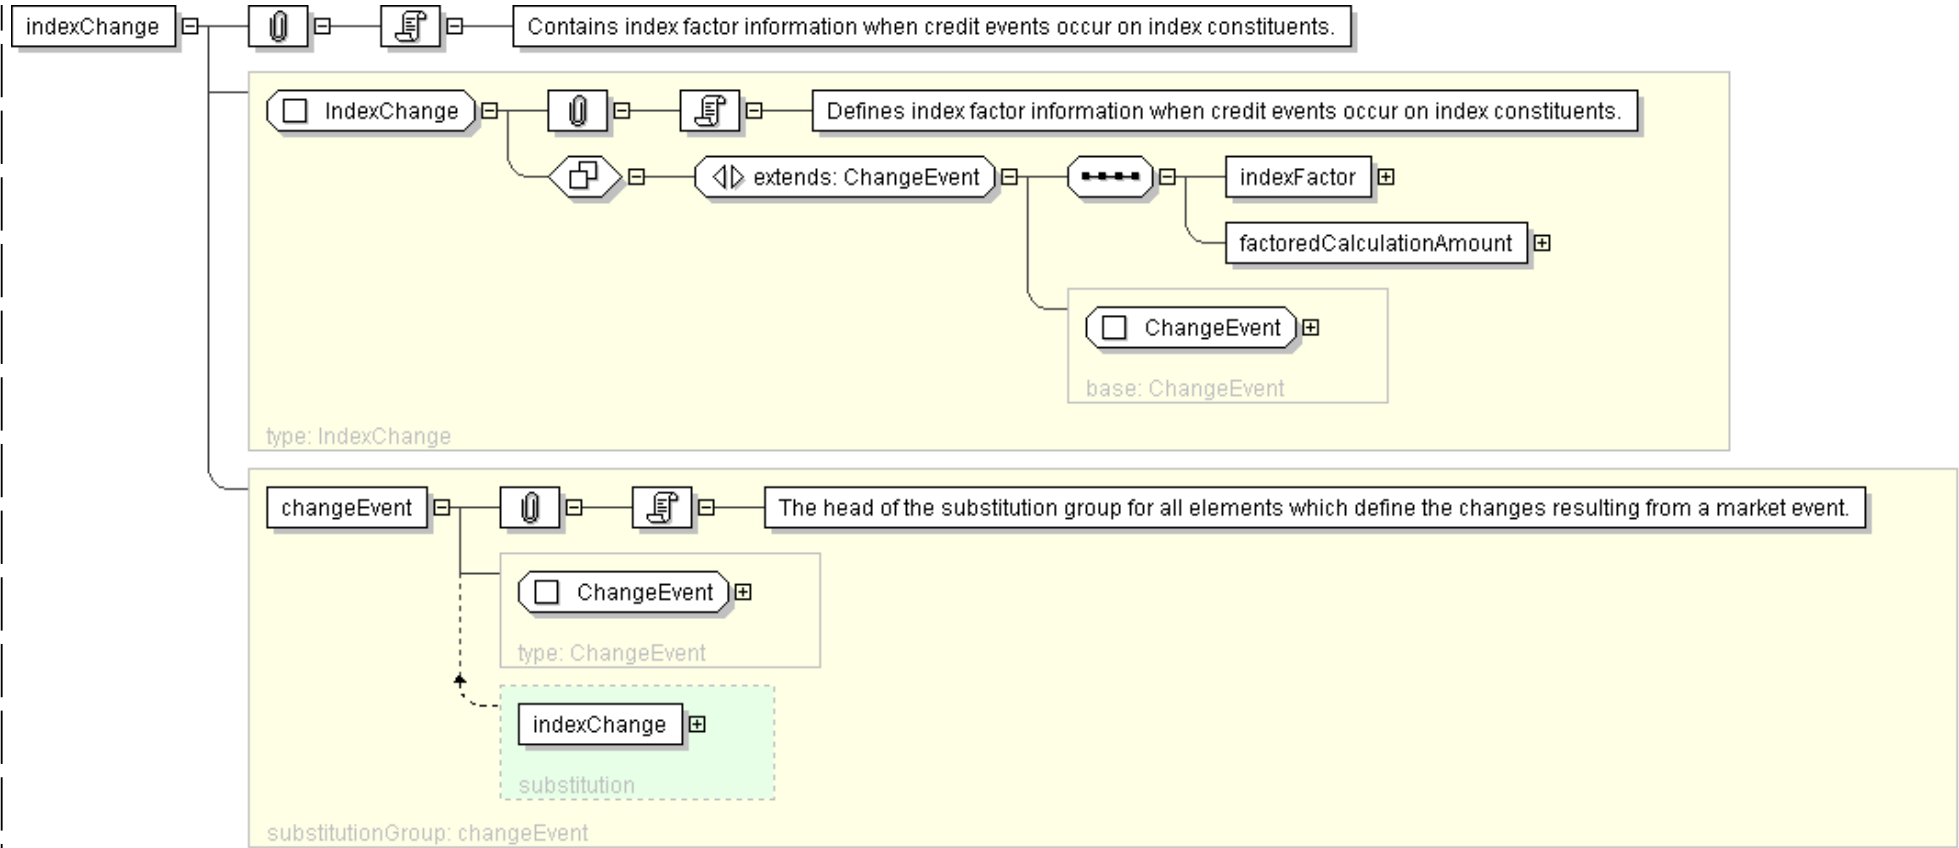 indexChange
Contains index factor information when credit events occur on index constituents.
IndexChange
Defines index factor information when credit events occur on index constituents.
extends: ChangeEvent
indexFactor
factoredCalculationAmount
ChangeEvent
base: ChangeEvent
type: IndexChange
changeEvent
The head of the substitution group for all elements which define the changes resulting from a market event.
ChangeEvent
type: ChangeEvent
indexChange
substitution
substitutionGroup: changeEvent